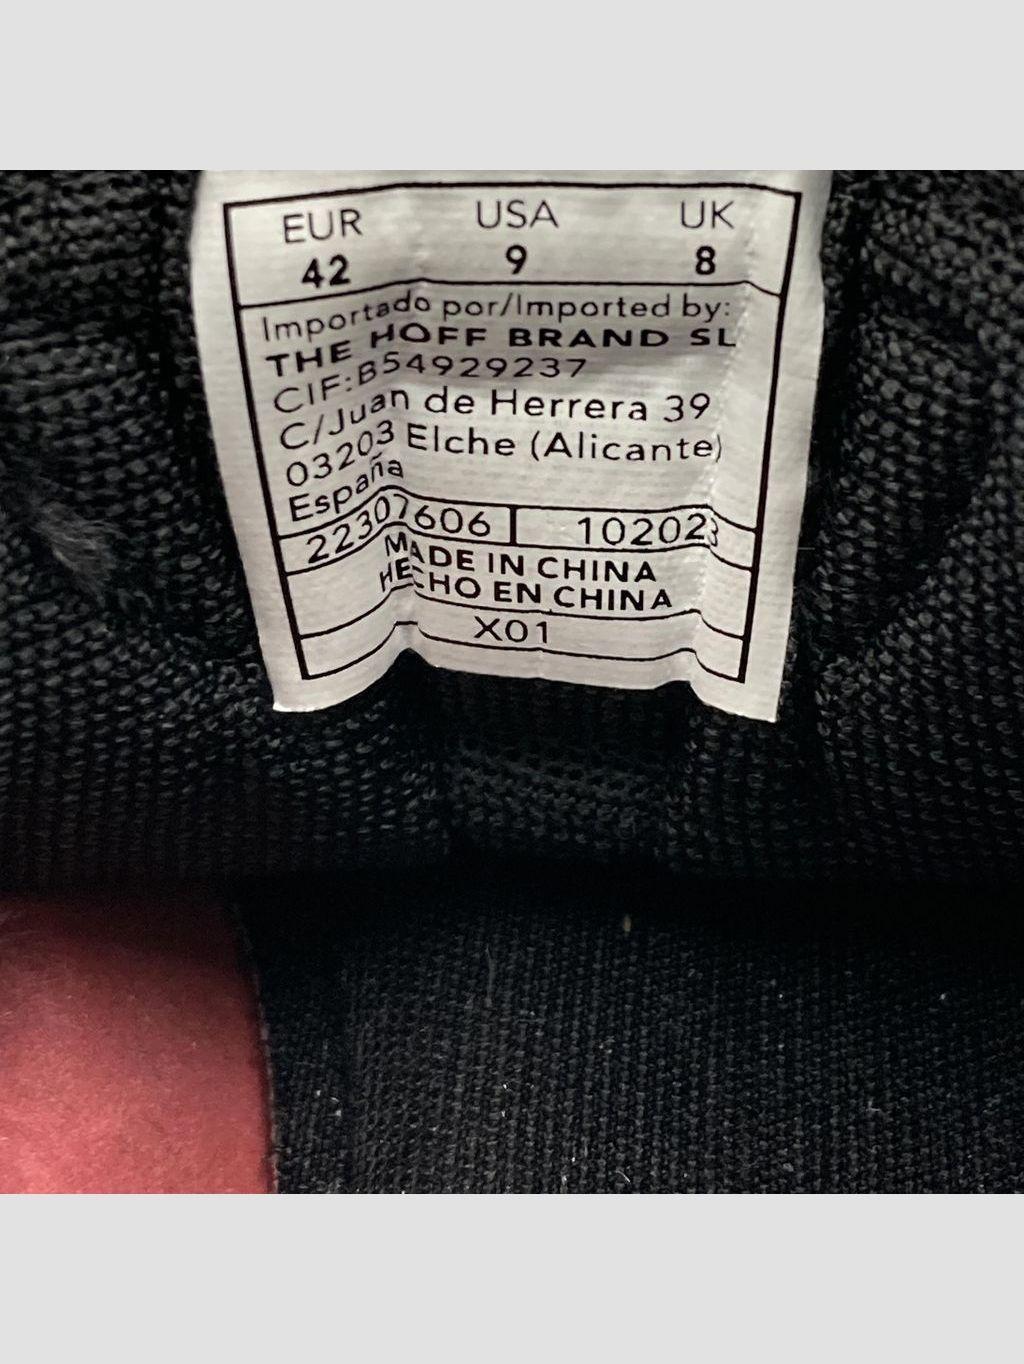 EUR USA UK
42 9 8
Importado por/Imported by:
THE HOFF BRAND SL
CIF:B54929237
C/Juan de Herrera 39
03203 Elche (Alicante)
España
22307606 102023
MADE IN CHINA
HECHO EN CHINA
X01